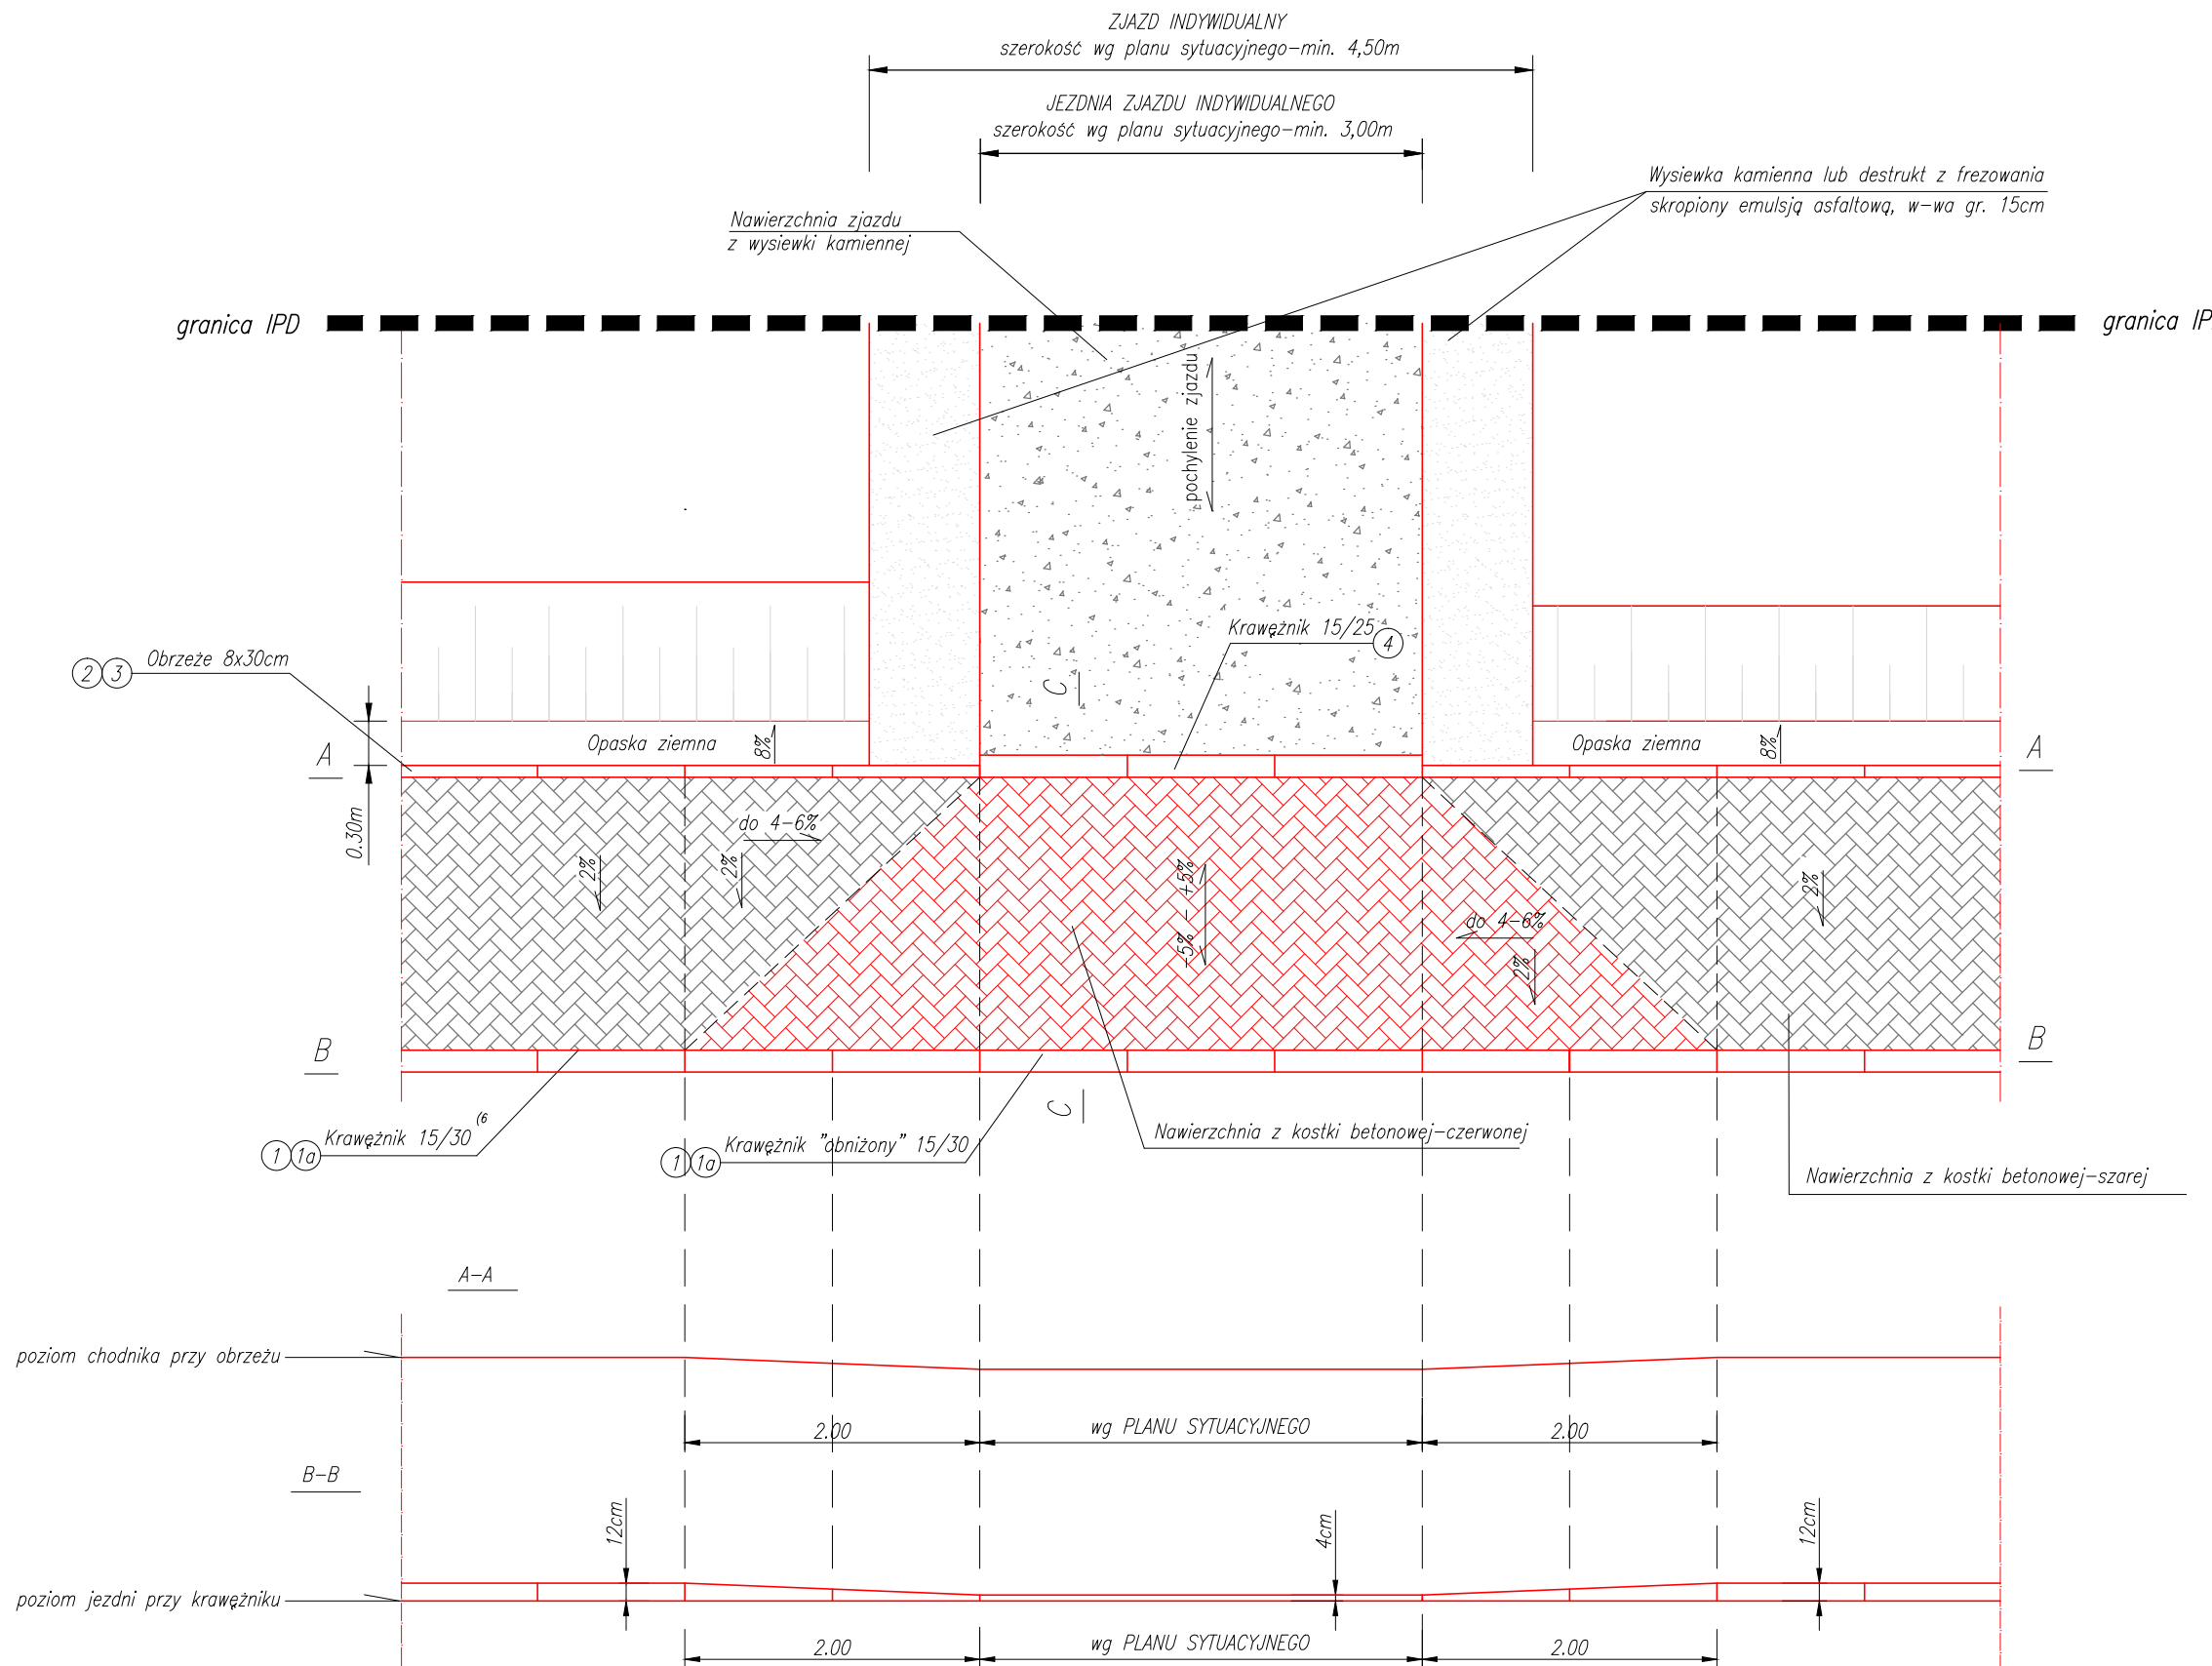 ZJAZD INDYWIDUALNY
szerokość wg planu sytuacyjnego-min. 4,50m
JEZDNIA ZJAZDU INDYWIDUALNEGO
szerokość wg planu sytuacyjnego-min. 3,00m
Wysiewka kamienna lub destrukt z frezowania
skropiony emulsją asfaltową, w-wa gr. 15cm
Nawierzchnia zjazdu
z wysiewki kamiennej
granica IPD
granica IP
pochylenie zjazdu
Krawężnik 15/25
4
2 3 Obrzeże 8x30cm
C
Opaska ziemna
8%
Opaska ziemna
8%
A
A
0.30m
do 4-6%
2%
2%
-5% - +5%
2%
do 4-6%
2%
B
B
C
(6
1 1a Krawężnik 15/30
1 1a Krawężnik "obniżony" 15/30
Nawierzchnia z kostki betonowej-czerwonej
Nawierzchnia z kostki betonowej-szarej
A-A
poziom chodnika przy obrzeżu
2.00
wg PLANU SYTUACYJNEGO
2.00
B-B
12cm
4cm
12cm
poziom jezdni przy krawężniku
2.00
wg PLANU SYTUACYJNEGO
2.00